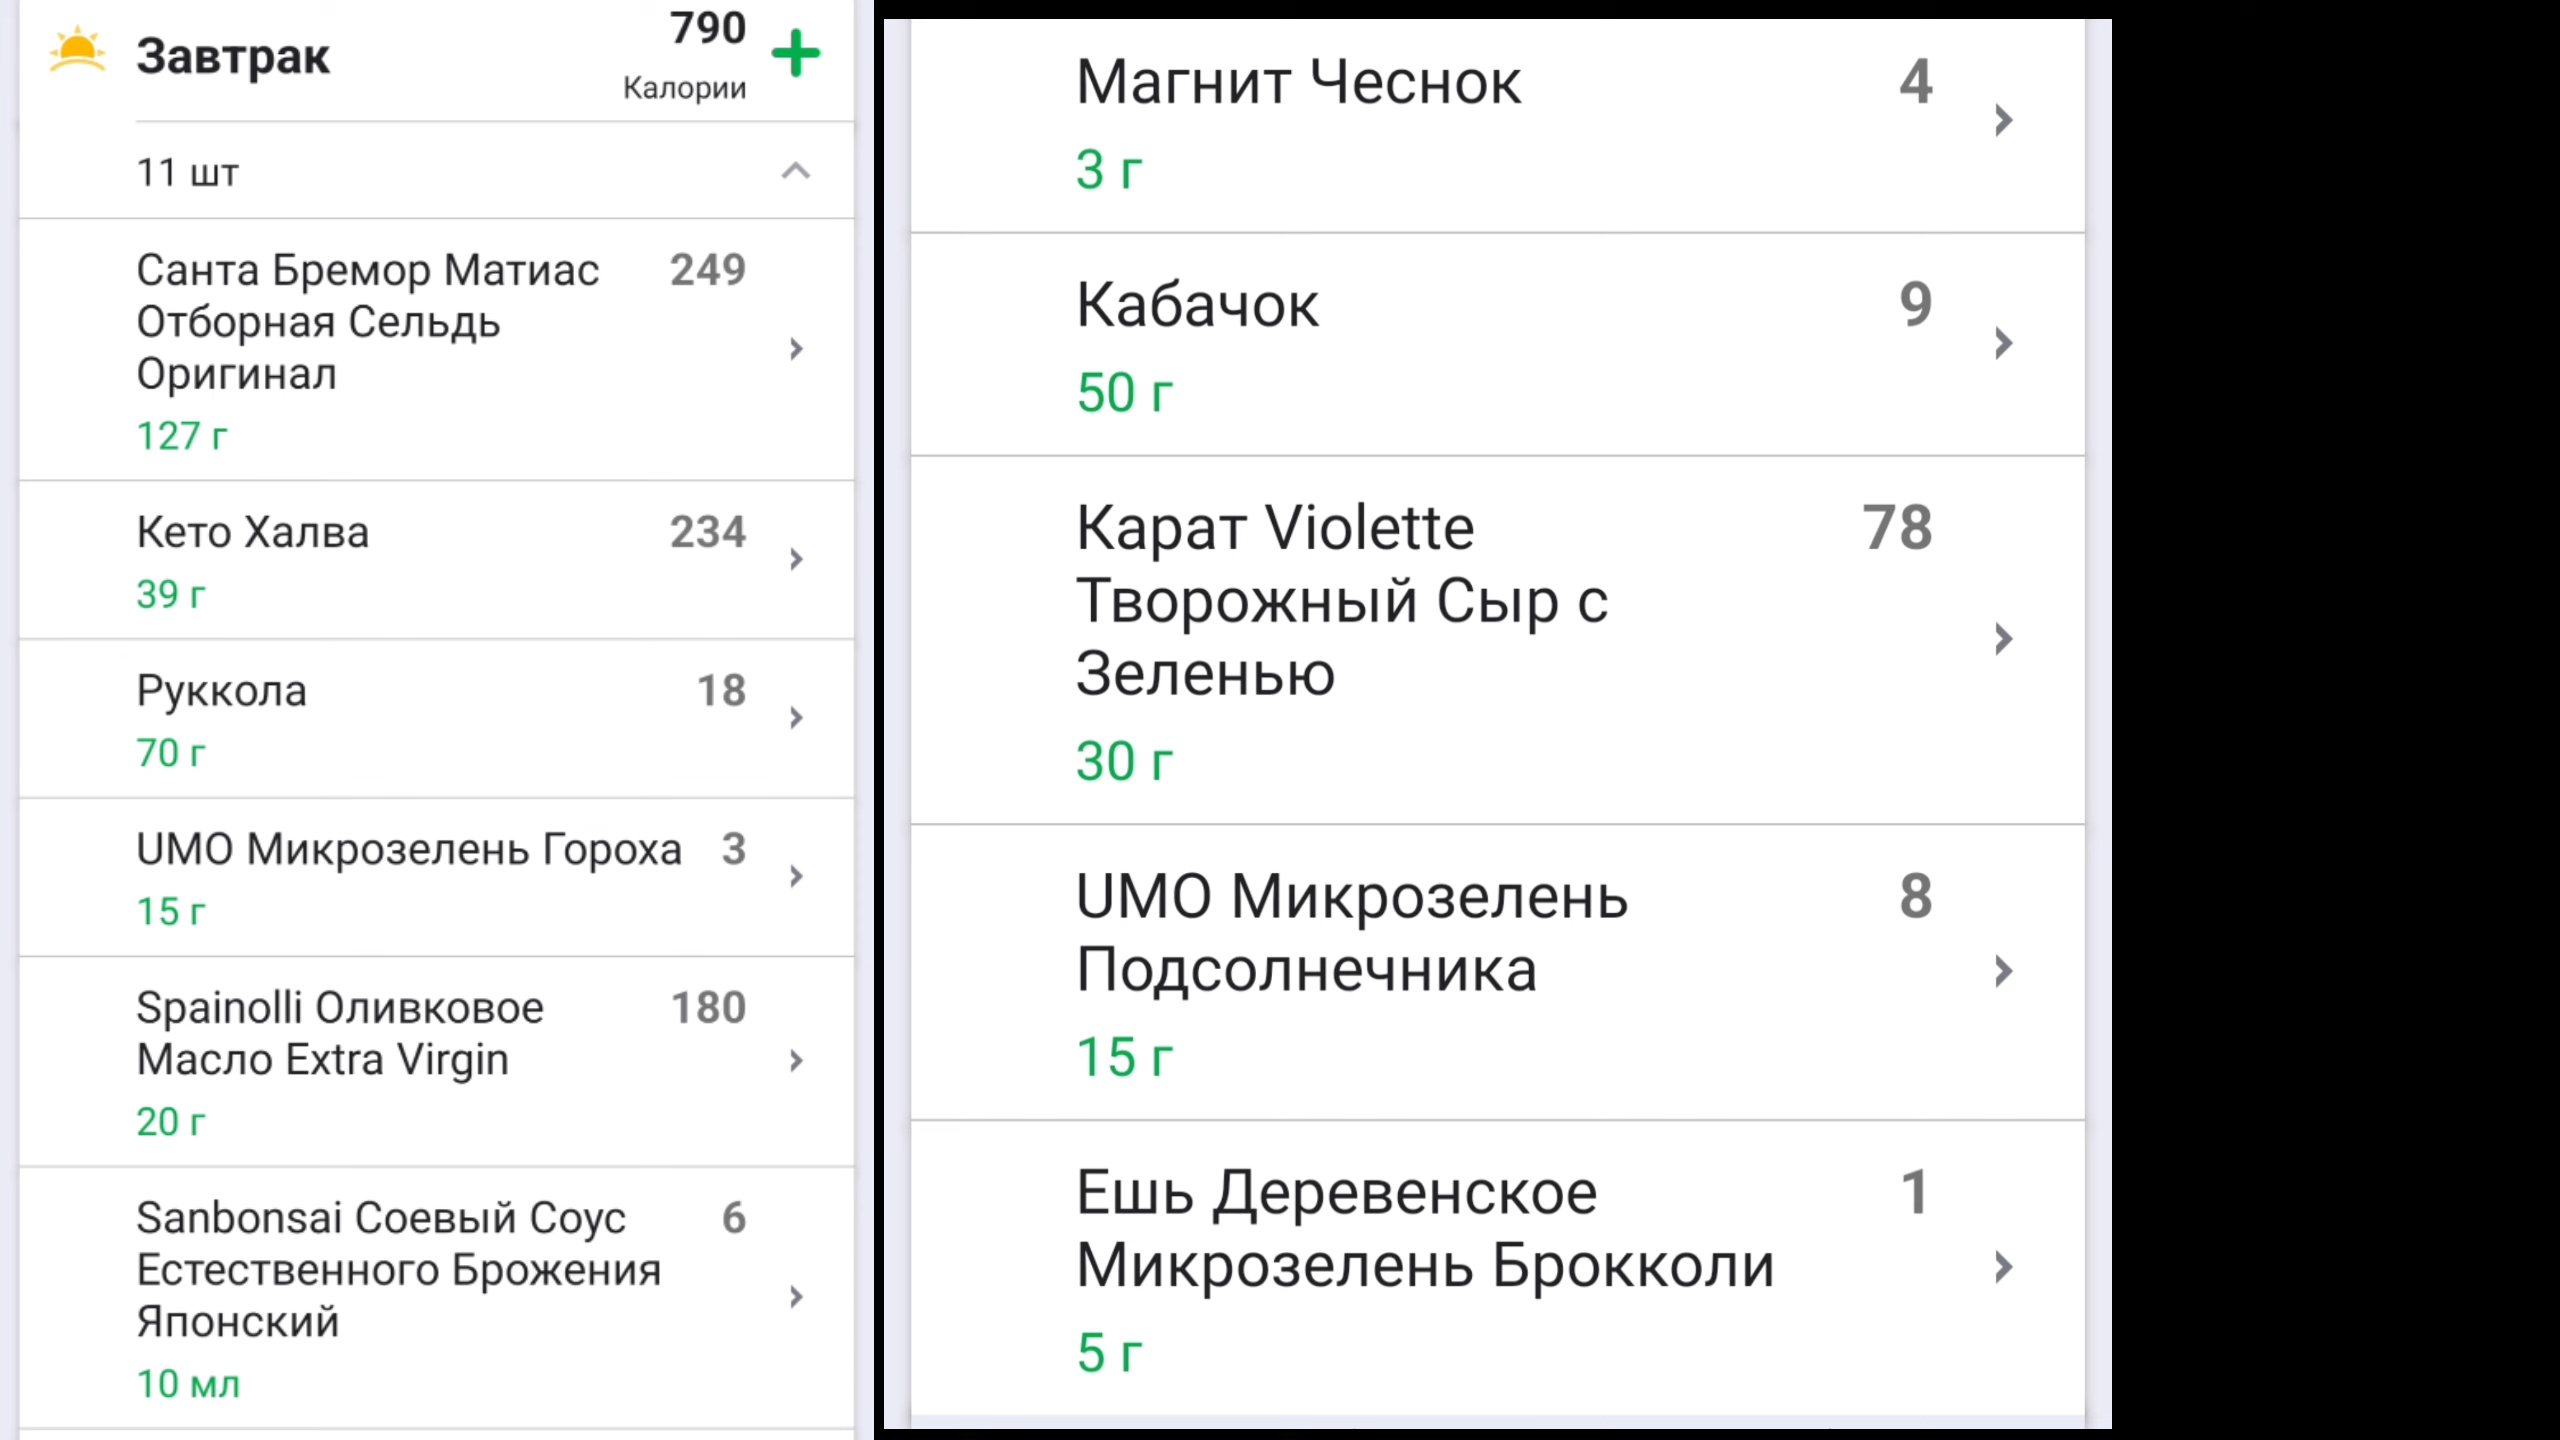 Завтрак
790
Калории
11 шт
Санта Бремор Матиас
249
Отборная Сельдь
Оригинал
127 г
Кето Халва
234
39 г
Руккола
18
70 г
UMO Микрозелень Гороха
3
15 г
Spainolli Оливковое
180
Масло Extra Virgin
20 г
Sanbonsai Соевый Соус
6
Естественного Брожения
Японский
10 мл
Магнит Чеснок
4
3 г
Кабачок
9
50 г
Карат Violette
78
Творожный Сыр с
Зеленью
30 г
UMO Микрозелень
8
Подсолнечника
15 г
Ешь Деревенское
1
Микрозелень Брокколи
5 г